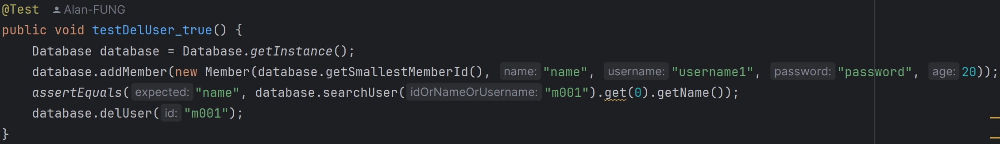 @Test Alan-FUNG
public void testDelUser_true() {
    Database database = Database.getInstance();
    database.addMember(new Member(database.getSmallestMemberId(), name: "name", username: "username1", password: "password", age: 20));
    assertEquals( expected: "name", database.searchUser( idOrNameOrUsername: "m001").get(0).getName());
    database.delUser( id: "m001");
}